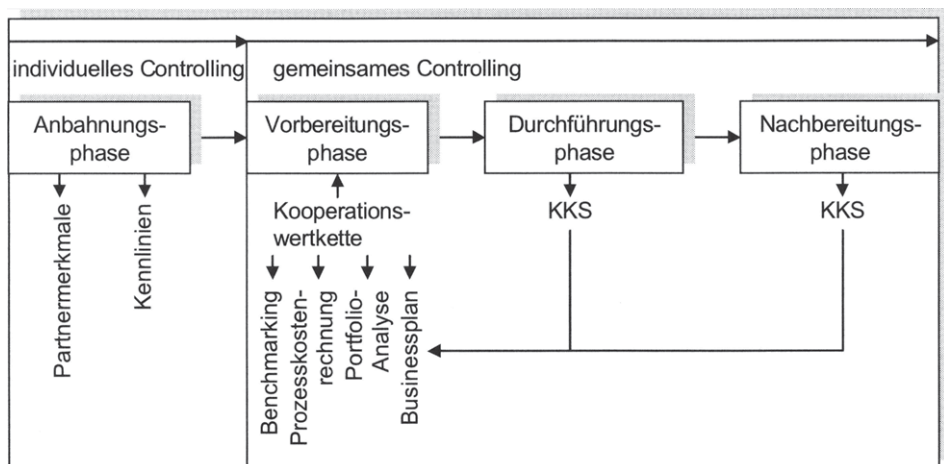 individuelles Controlling
gemeinsames Controlling
Anbahnungs-
phase
Vorbereitungs-
phase
Durchführungs-
phase
Nachbereitungs-
phase
Partnermerkmale
Kennlinien
Kooperations-
wertkette
KKS
KKS
Benchmarking
Prozesskosten-
rechnung
Portfolio-
Analyse
Businessplan